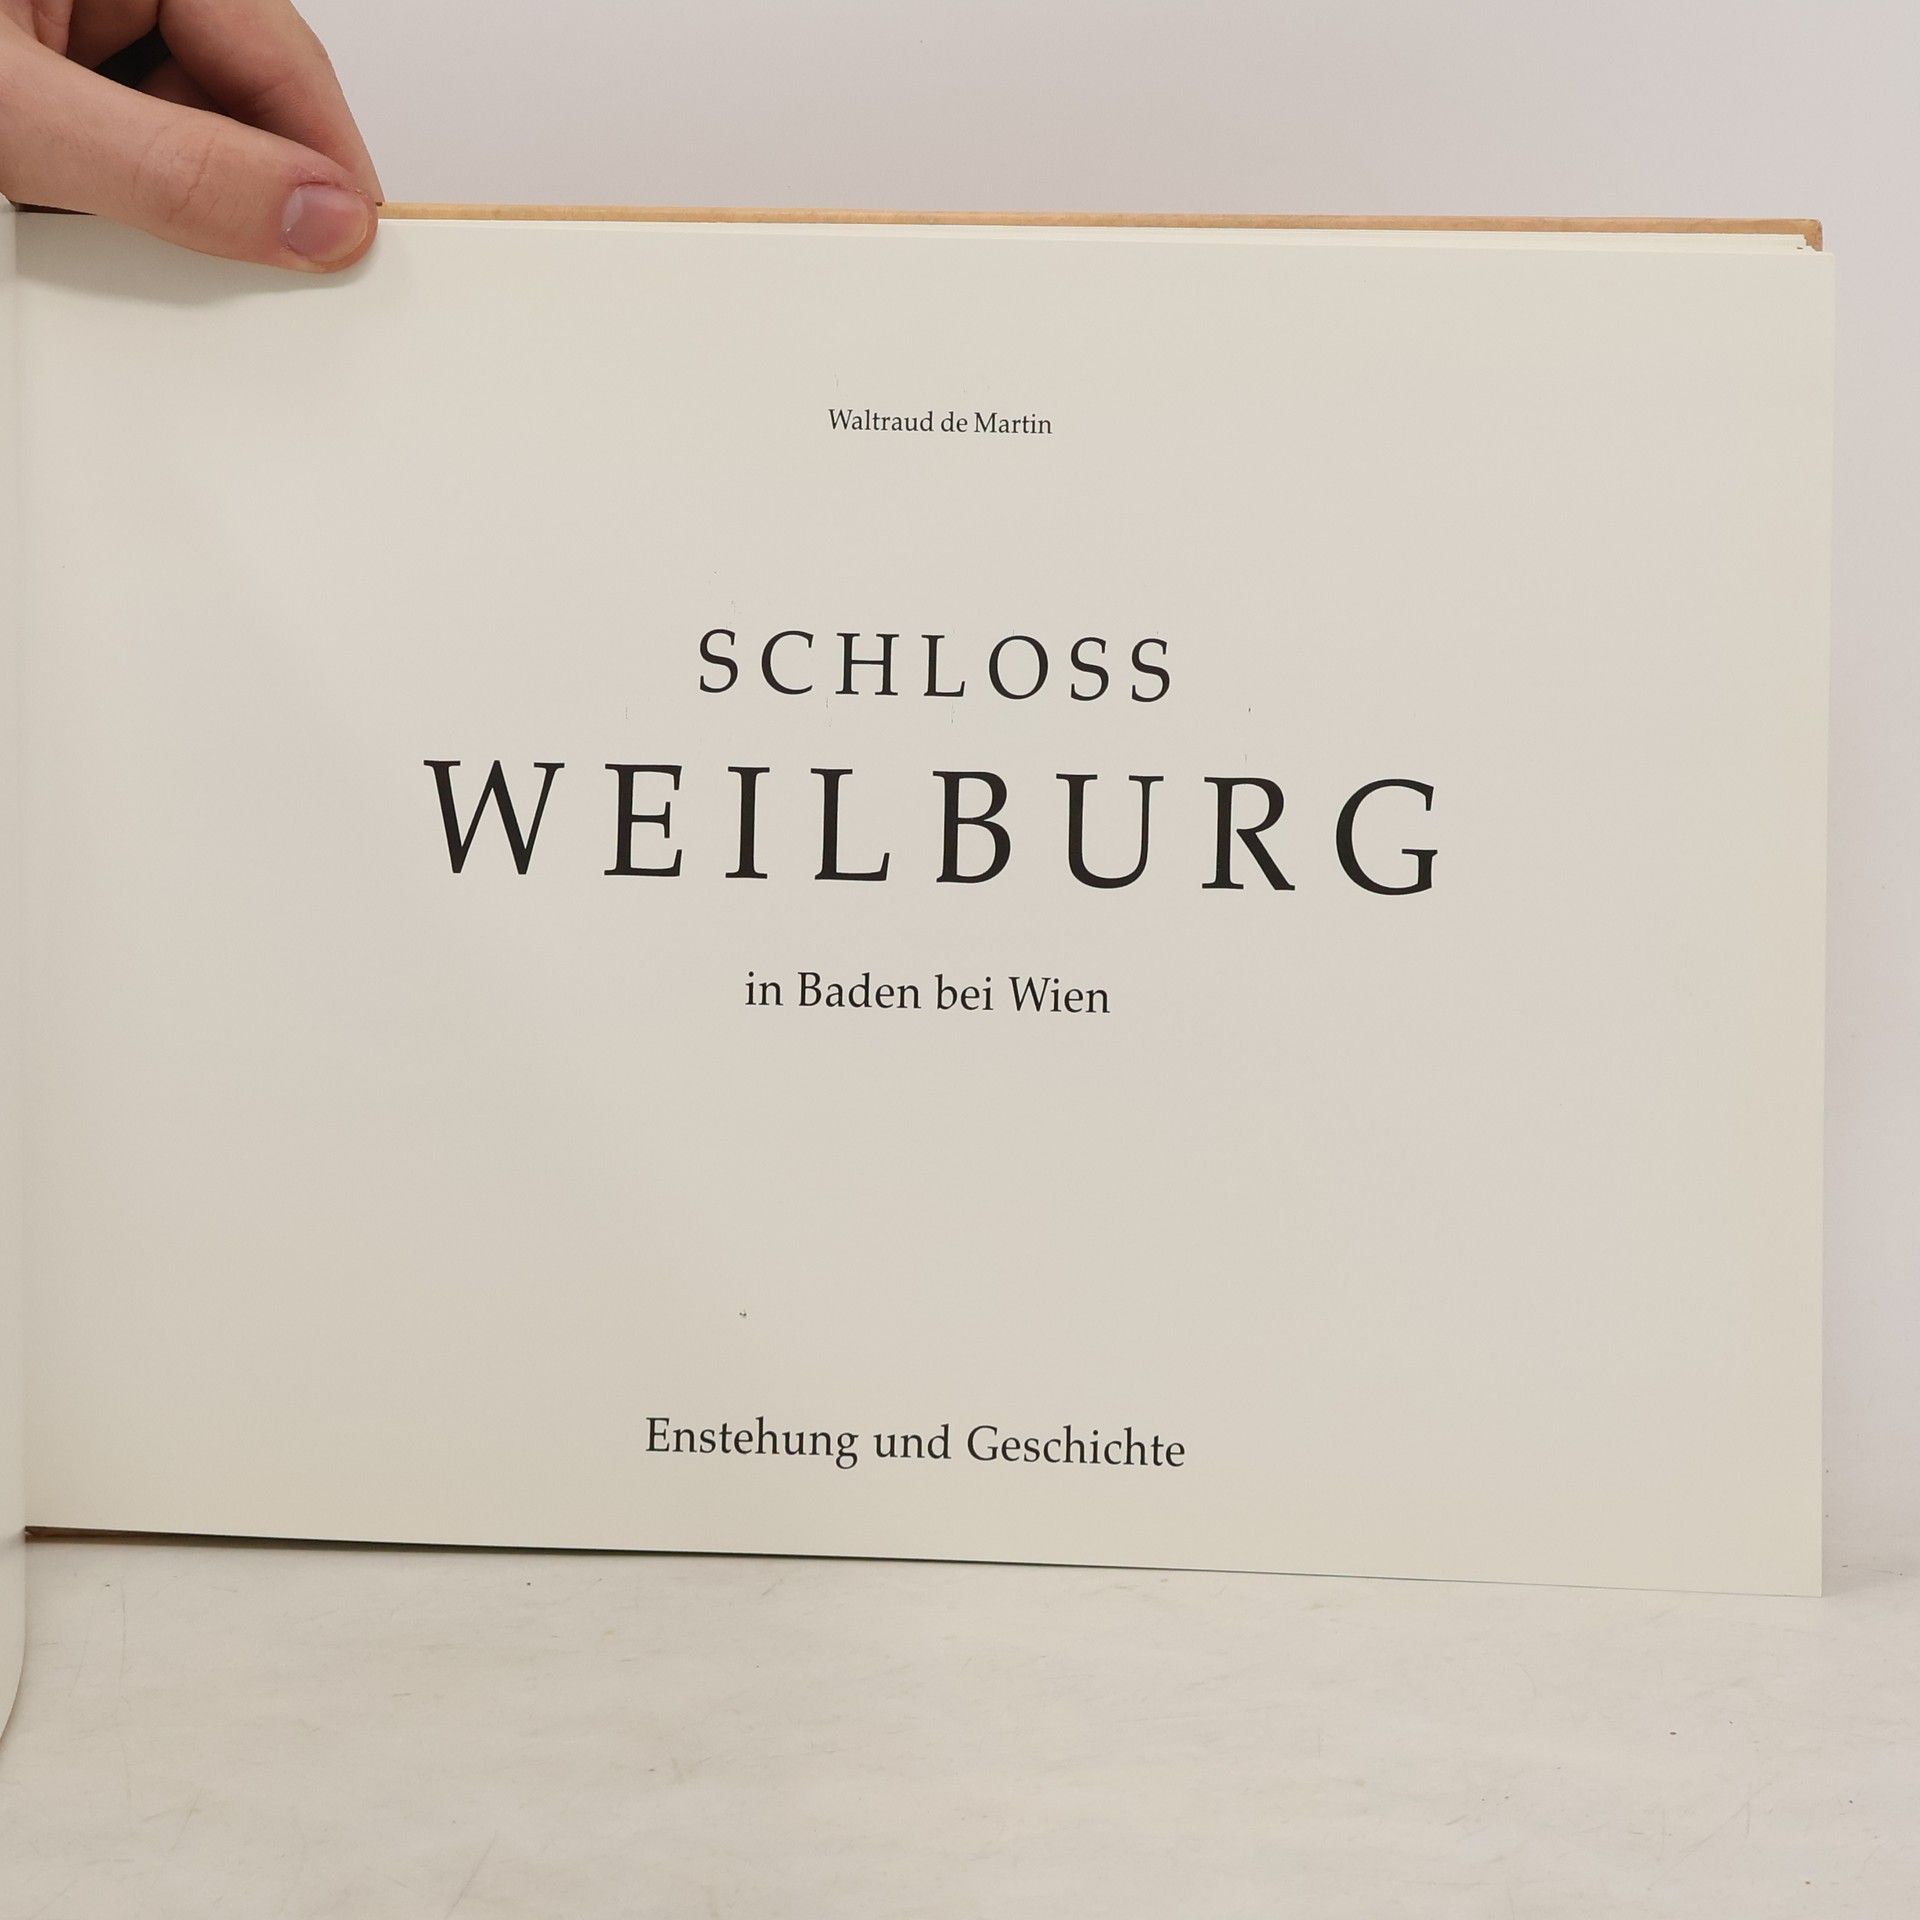 Waltraud de Martin
SCHLOSS
WEILBURG
in Baden bei Wien
Enstehung und Geschichte